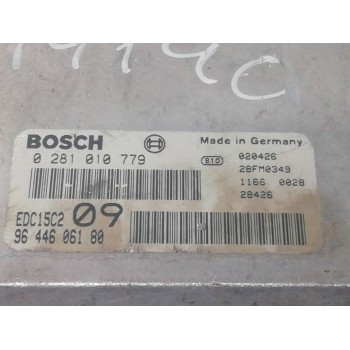 BOSCH
Made in Germany
0 281 010 779
810
020426
28FM0349
1166 0028
28426
EDC15C2 09
96 446 061 80